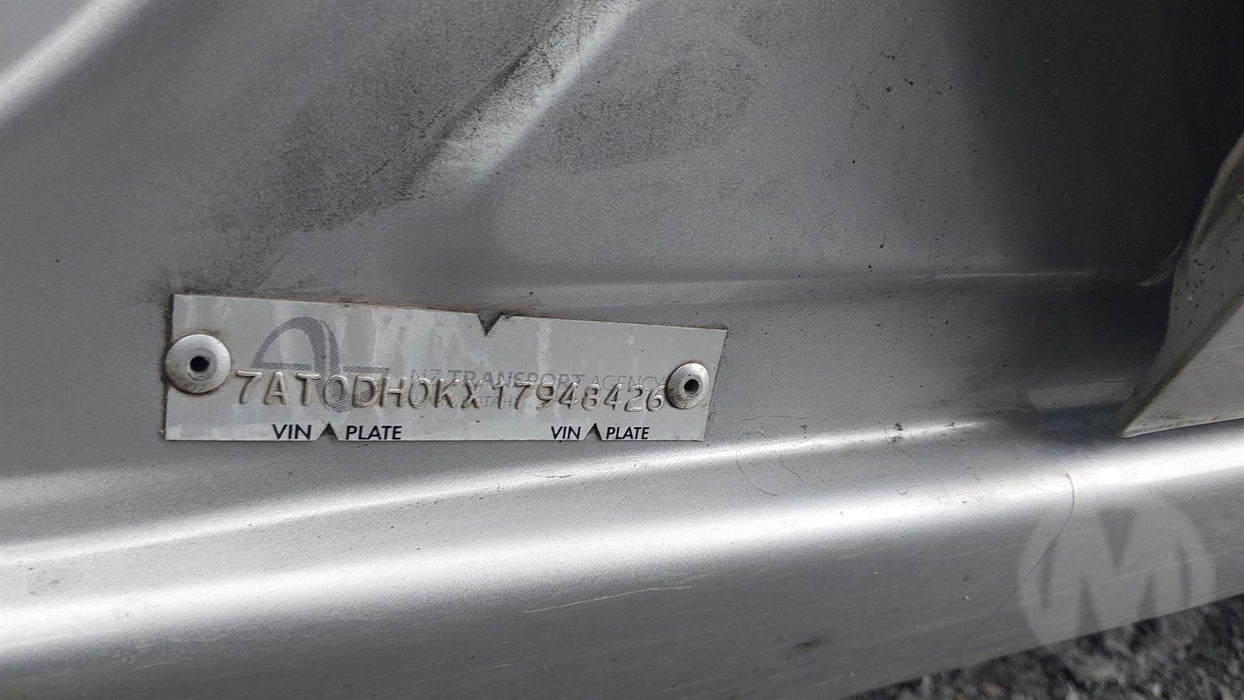 NZ TRANSPORT AGENCY
7AT0DH0KX17948426
VIN PLATE VIN PLATE
M